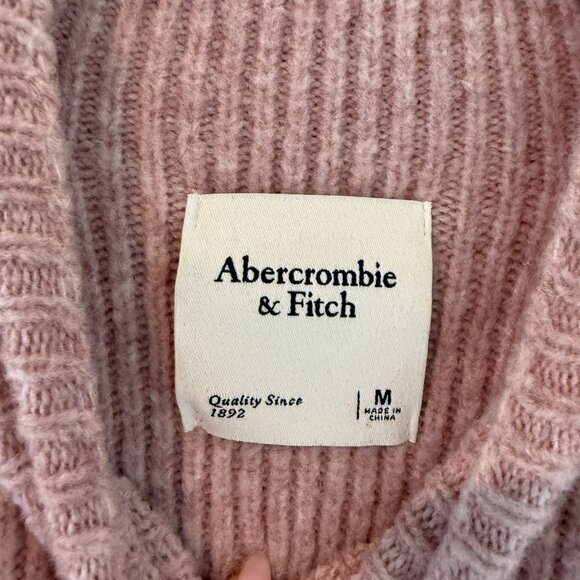 Abercrombie
& Fitch
Quality Since
1892
M
MADE IN
CHINA